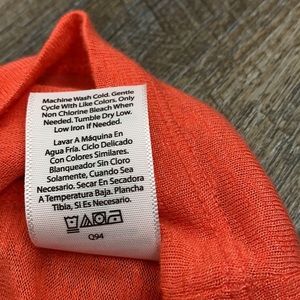 Machine Wash Cold. Gentle
Cycle With Like Colors. Only
Non Chlorine Bleach When
Needed. Tumble Dry Low.
Low Iron If Needed.
Lavar A Máquina En
Agua Fría. Ciclo Delicado
Con Colores Similares.
Blanqueador Sin Cloro
Solamente, Cuando Sea
Necesario. Secar En Secadora
A Temperatura Baja. Plancha
Tibia, Si Es Necesario.
Q94